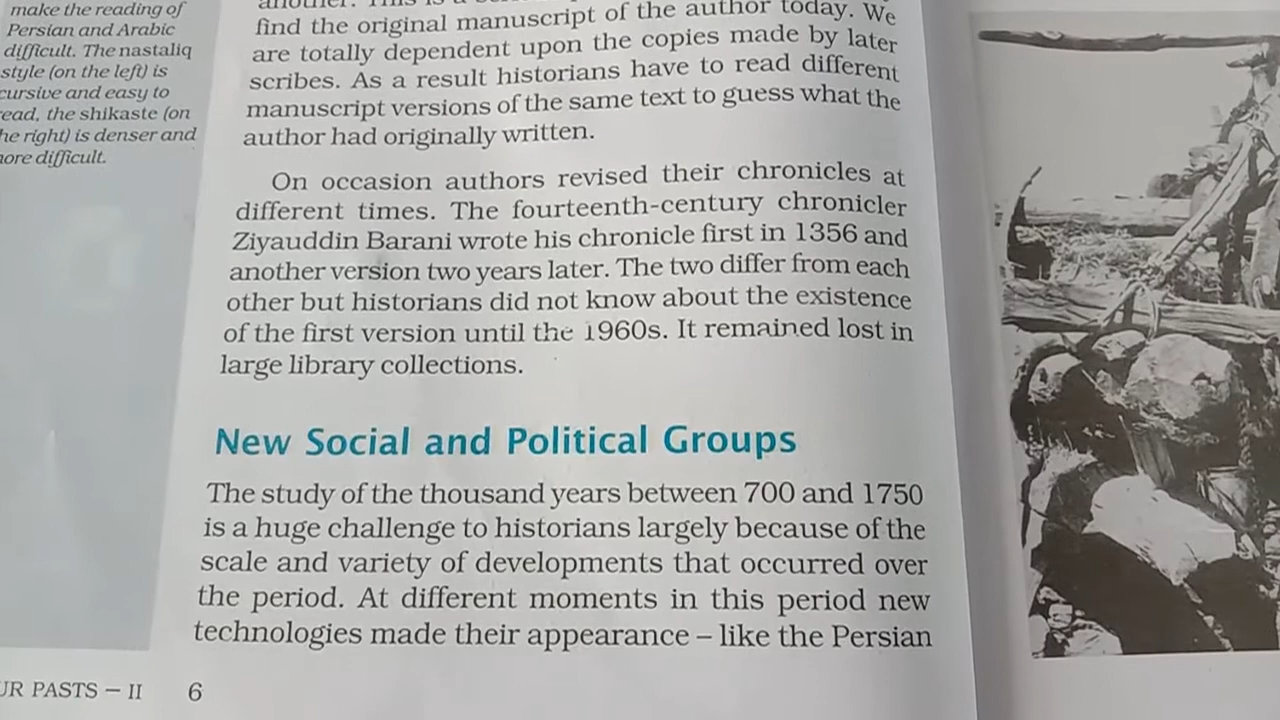 make the reading of
Persian and Arabic
difficult. The nastaliq
style (on the left) is
cursive and easy to
read, the shikaste (on
the right) is denser and
more difficult.
find the original manuscript of the author today. We
are totally dependent upon the copies made by later
scribes. As a result historians have to read different
manuscript versions of the same text to guess what the
author had originally written.
On occasion authors revised their chronicles at
different times. The fourteenth-century chronicler
Ziyauddin Barani wrote his chronicle first in 1356 and
another version two years later. The two differ from each
other but historians did not know about the existence
of the first version until the 1960s. It remained lost in
large library collections.
New Social and Political Groups
The study of the thousand years between 700 and 1750
is a huge challenge to historians largely because of the
scale and variety of developments that occurred over
the period. At different moments in this period new
technologies made their appearance – like the Persian
UR PASTS – II 6